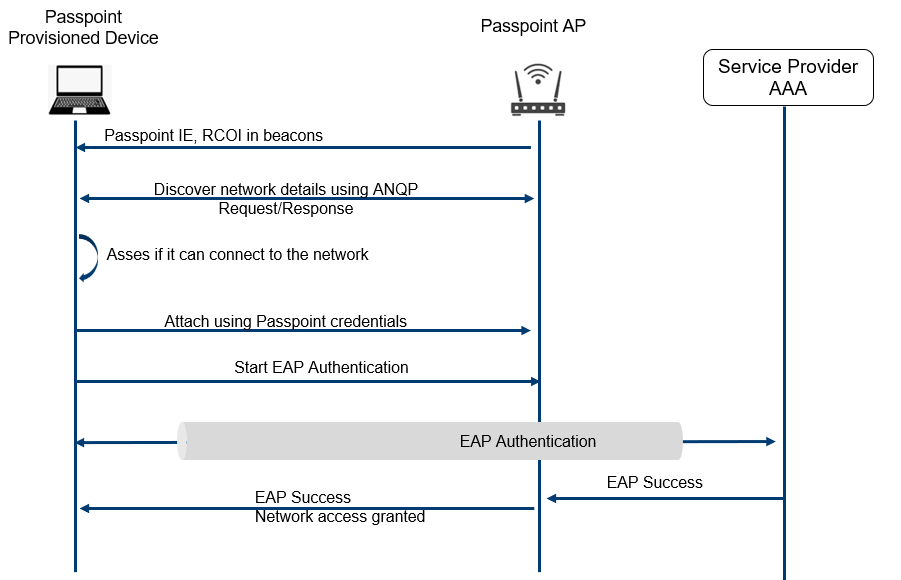 Passpoint
Provisioned Device
Passpoint AP
Service Provider
AAA
Passpoint IE, RCOI in beacons
Discover network details using ANQP
Request/Response
Asses if it can connect to the network
Attach using Passpoint credentials
Start EAP Authentication
EAP Authentication
EAP Success
EAP Success
Network access granted